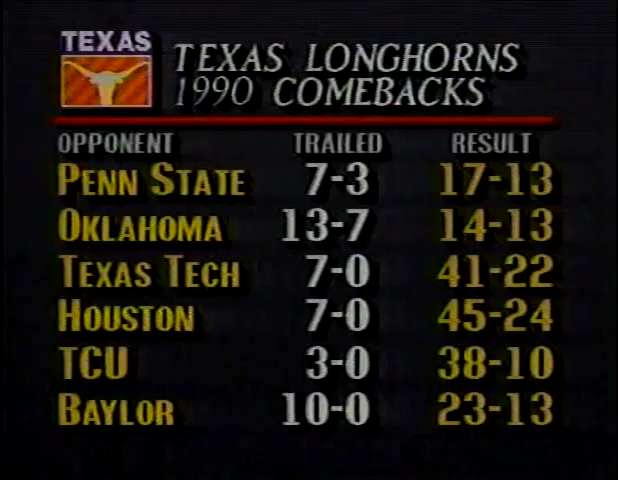 TEXAS
TEXAS LONGHORNS
1990 COMEBACKS
OPPONENT TRAILED RESULT
PENN STATE 7-3 17-13
OKLAHOMA 13-7 14-13
TEXAS TECH 7-0 41-22
HOUSTON 7-0 45-24
TCU 3-0 38-10
BAYLOR 10-0 23-13